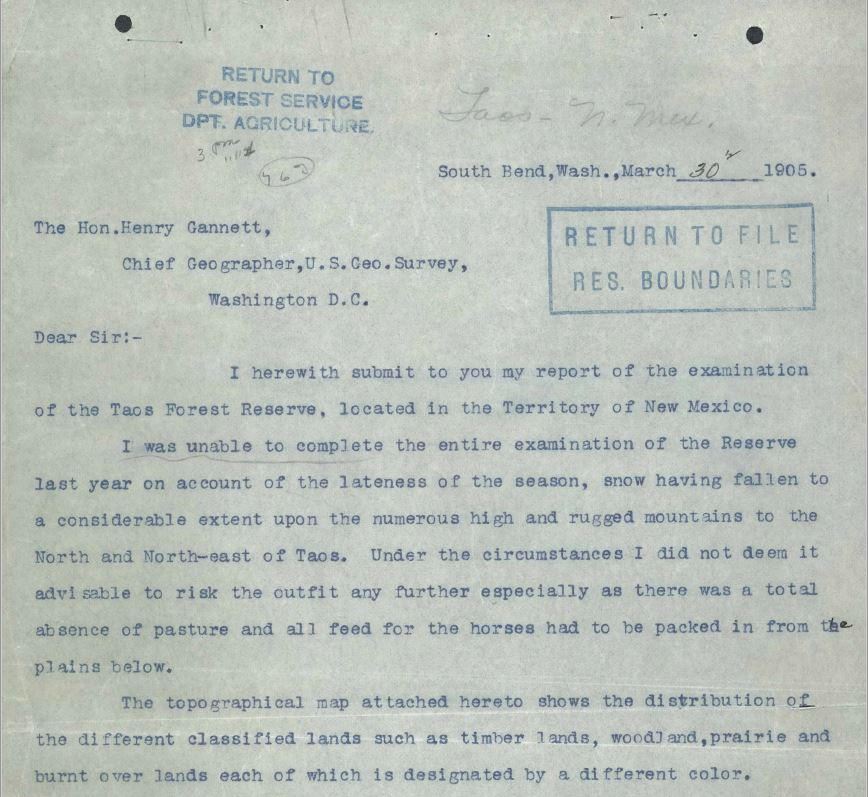 RETURN TO
FOREST SERVICE
DPT. AGRICULTURE.
Taos - N. Mex.
South Bend,Wash.,March 30" 1905.
The Hon.Henry Gannett,
Chief Geographer,U.S.Geo.Survey,
Washington D.C.
RETURN TO FILE
RES. BOUNDARIES
Dear Sir:-
I herewith submit to you my report of the examination
of the Taos Forest Reserve, located in the Territory of New Mexico.
I was unable to complete the entire examination of the Reserve
last year on account of the lateness of the season, snow having fallen to
a considerable extent upon the numerous high and rugged mountains to the
North and North-east of Taos. Under the circumstances I did not deem it
advisable to risk the outfit any further especially as there was a total
absence of pasture and all feed for the horses had to be packed in from the
plains below.
The topographical map attached hereto shows the distribution of
the different classified lands such as timber lands, woodland,prairie and
burnt over lands each of which is designated by a different color.